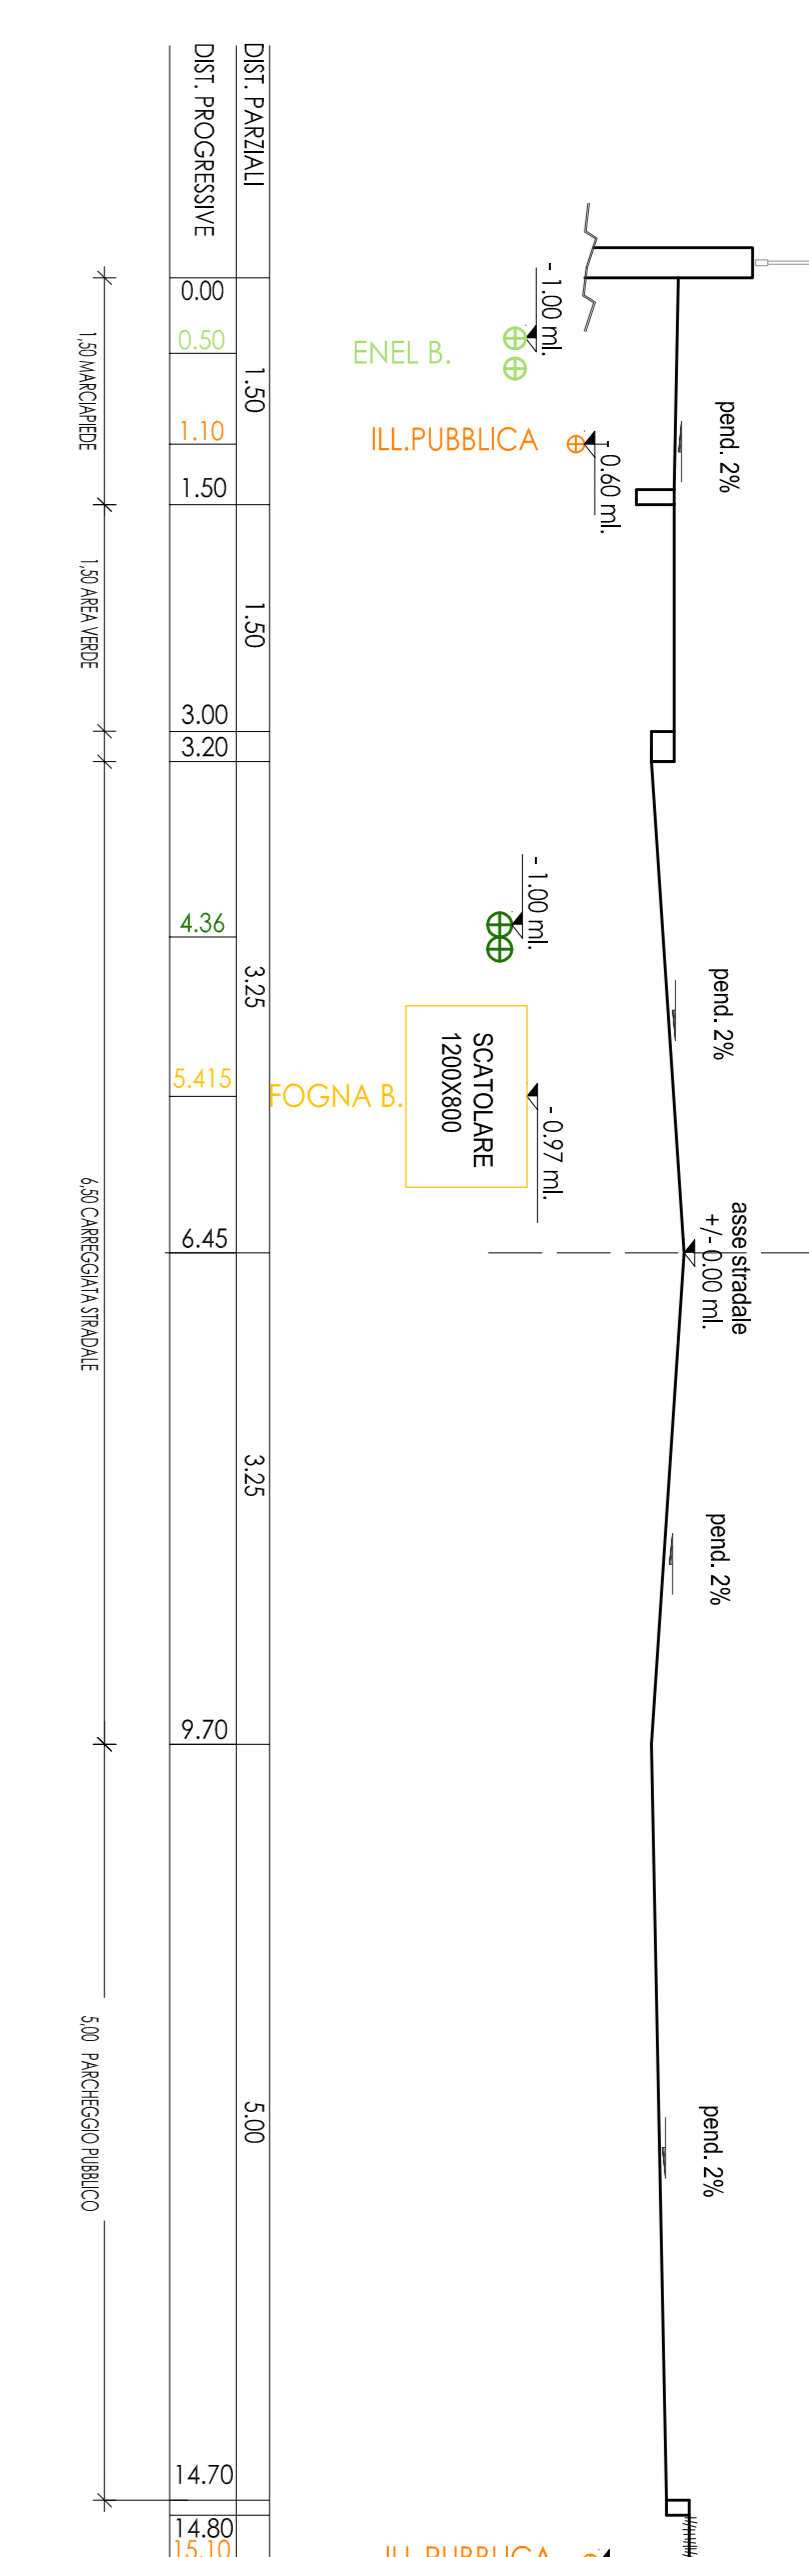 DIST. PROGRESSIVE
DIST. PARZIALI
0.00
0.50
1.10
1.50
3.00
3.20
4.36
5.415
6.45
9.70
14.70
14.80
15.10
1.50
1.50
3.25
3.25
5.00
1,50 MARCIAPIEDE
1,50 AREA VERDE
6,50 CARREGGIATA STRADALE
5,00 PARCHEGGIO PUBBLICO
ENEL B.
- 1.00 ml.
ILL.PUBBLICA
- 0.60 ml.
pend. 2%
- 1.00 ml.
pend. 2%
FOGNA B.
SCATOLARE
1200X800
- 0.97 ml.
asse stradale
+/- 0.00 ml.
pend. 2%
pend. 2%
ILL.PUBBLICA